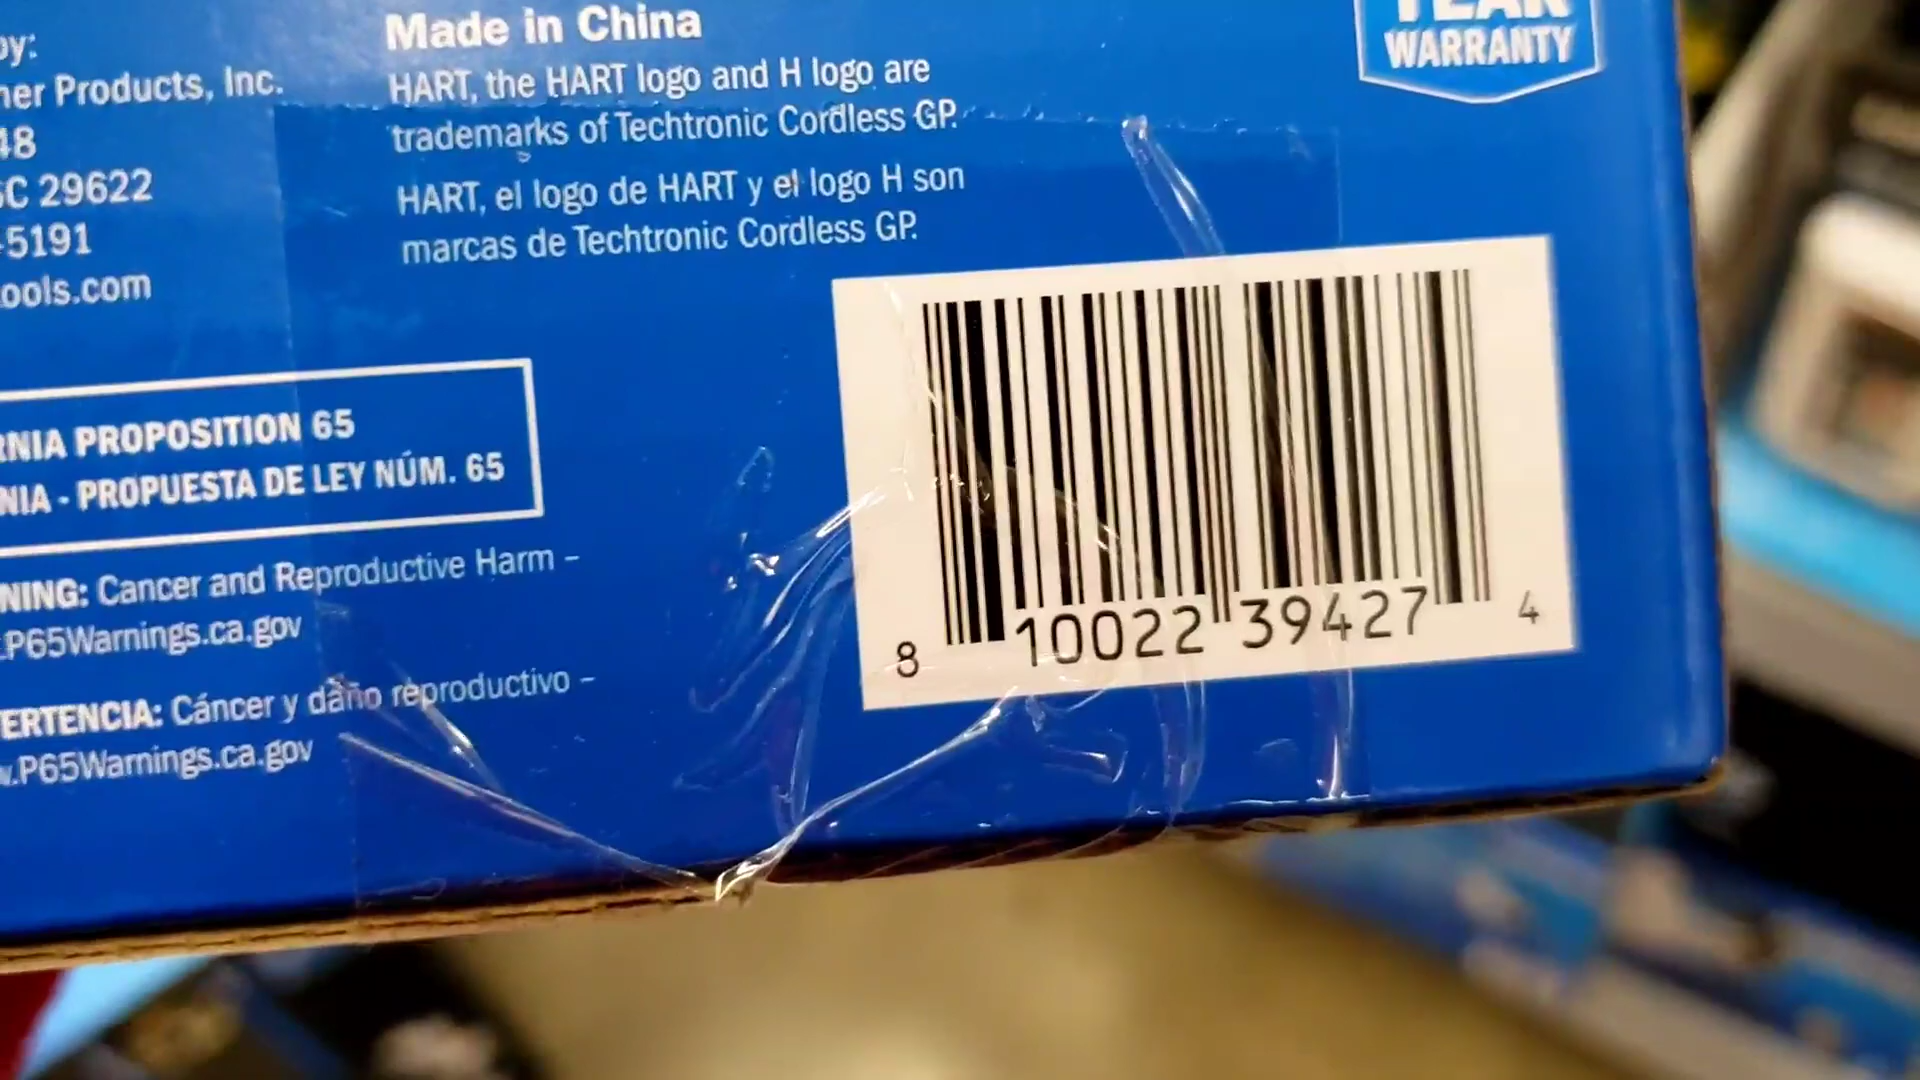 by:
ner Products, Inc.
48
SC 29622
-5191
ools.com
Made in China
HART, the HART logo and H logo are
trademarks of Techtronic Cordless GP.
HART, el logo de HART y el logo H son
marcas de Techtronic Cordless GP.
YEAR
WARRANTY
RNIA PROPOSITION 65
NIA - PROPUESTA DE LEY NÚM. 65
NING: Cancer and Reproductive Harm –
.P65Warnings.ca.gov
ERTENCIA: Cáncer y daño reproductivo –
w.P65Warnings.ca.gov
8 10022 39427 4